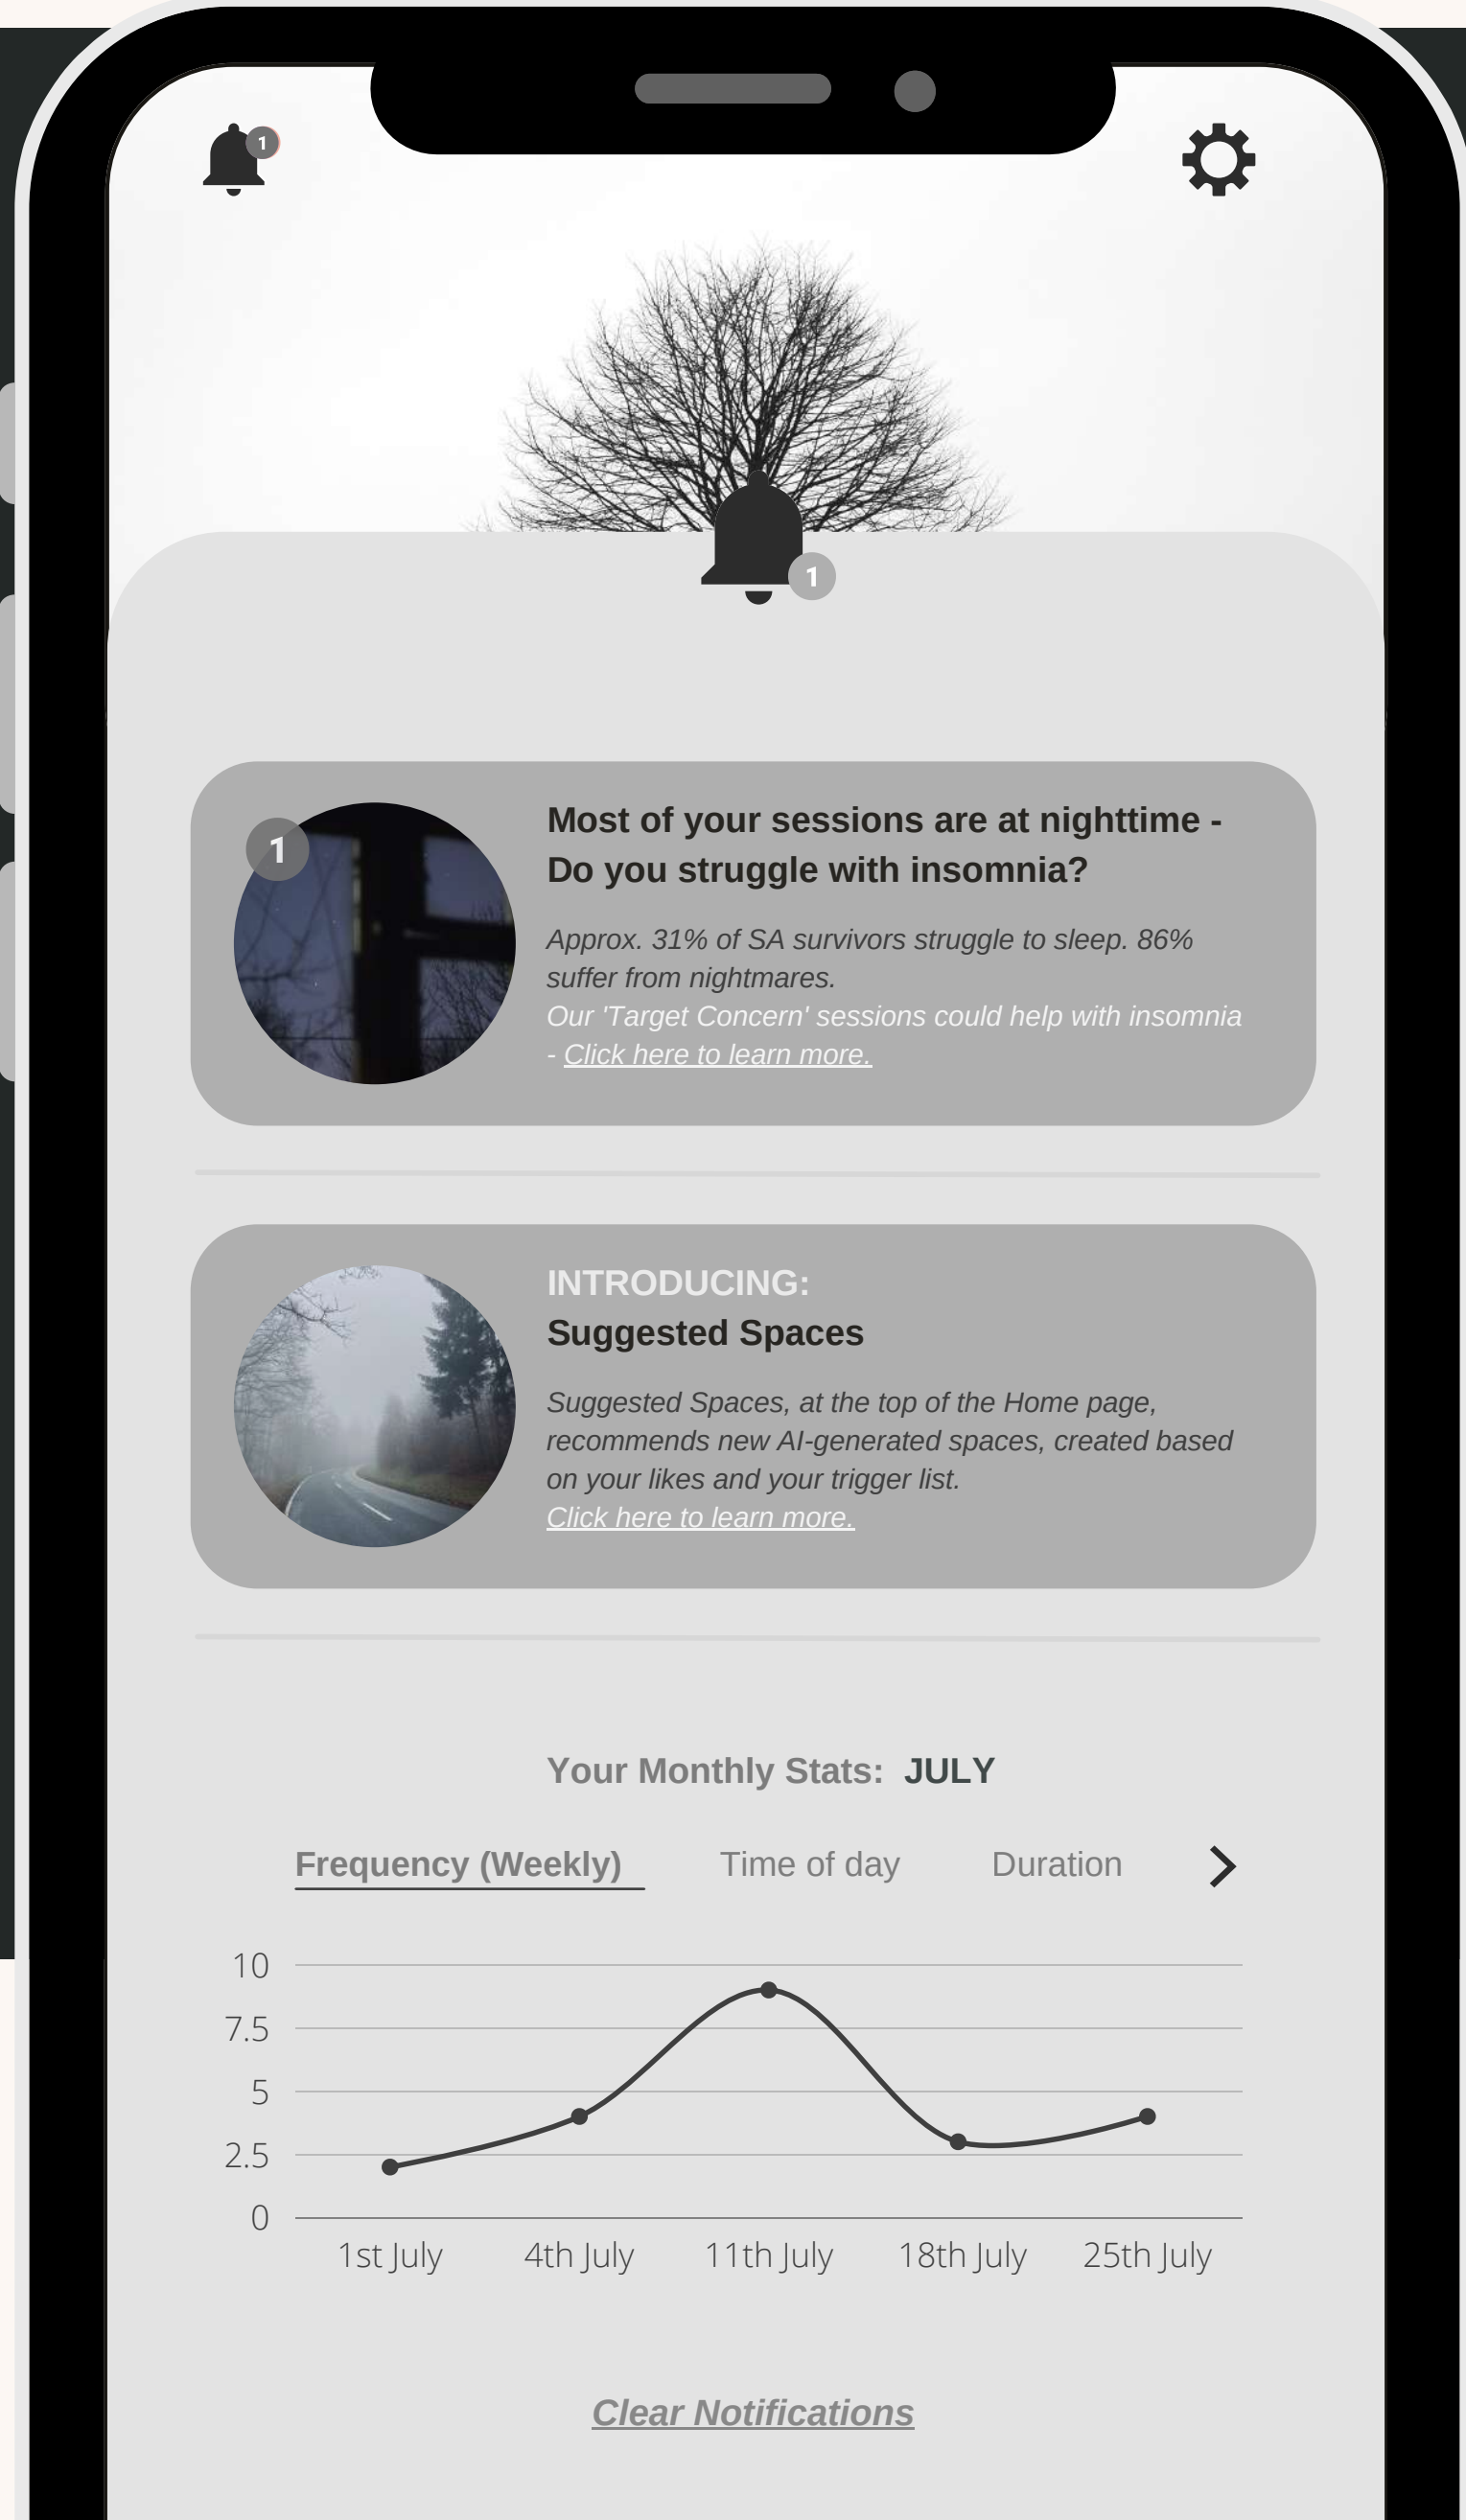 1
1
1
Most of your sessions are at nighttime -
Do you struggle with insomnia?
Approx. 31% of SA survivors struggle to sleep. 86%
suffer from nightmares.
Our 'Target Concern' sessions could help with insomnia
- Click here to learn more.
INTRODUCING:
Suggested Spaces
Suggested Spaces, at the top of the Home page,
recommends new AI-generated spaces, created based
on your likes and your trigger list.
Click here to learn more.
Your Monthly Stats: JULY
Frequency (Weekly) Time of day Duration
10
7.5
5
2.5
0
1st July 4th July 11th July 18th July 25th July
Clear Notifications